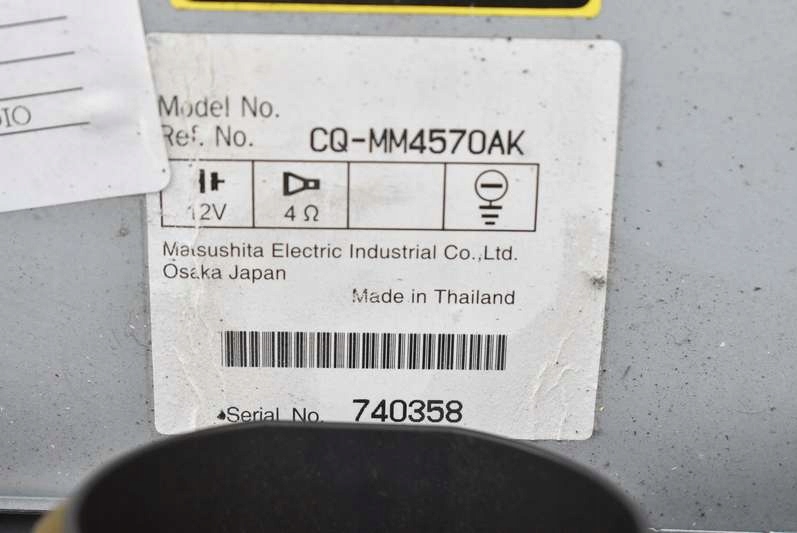 Model No.
Ref. No. CQ-MM4570AK
12V 4 Ω
Matsushita Electric Industrial Co.,Ltd.
Osaka Japan
Made in Thailand
Serial No. 740358